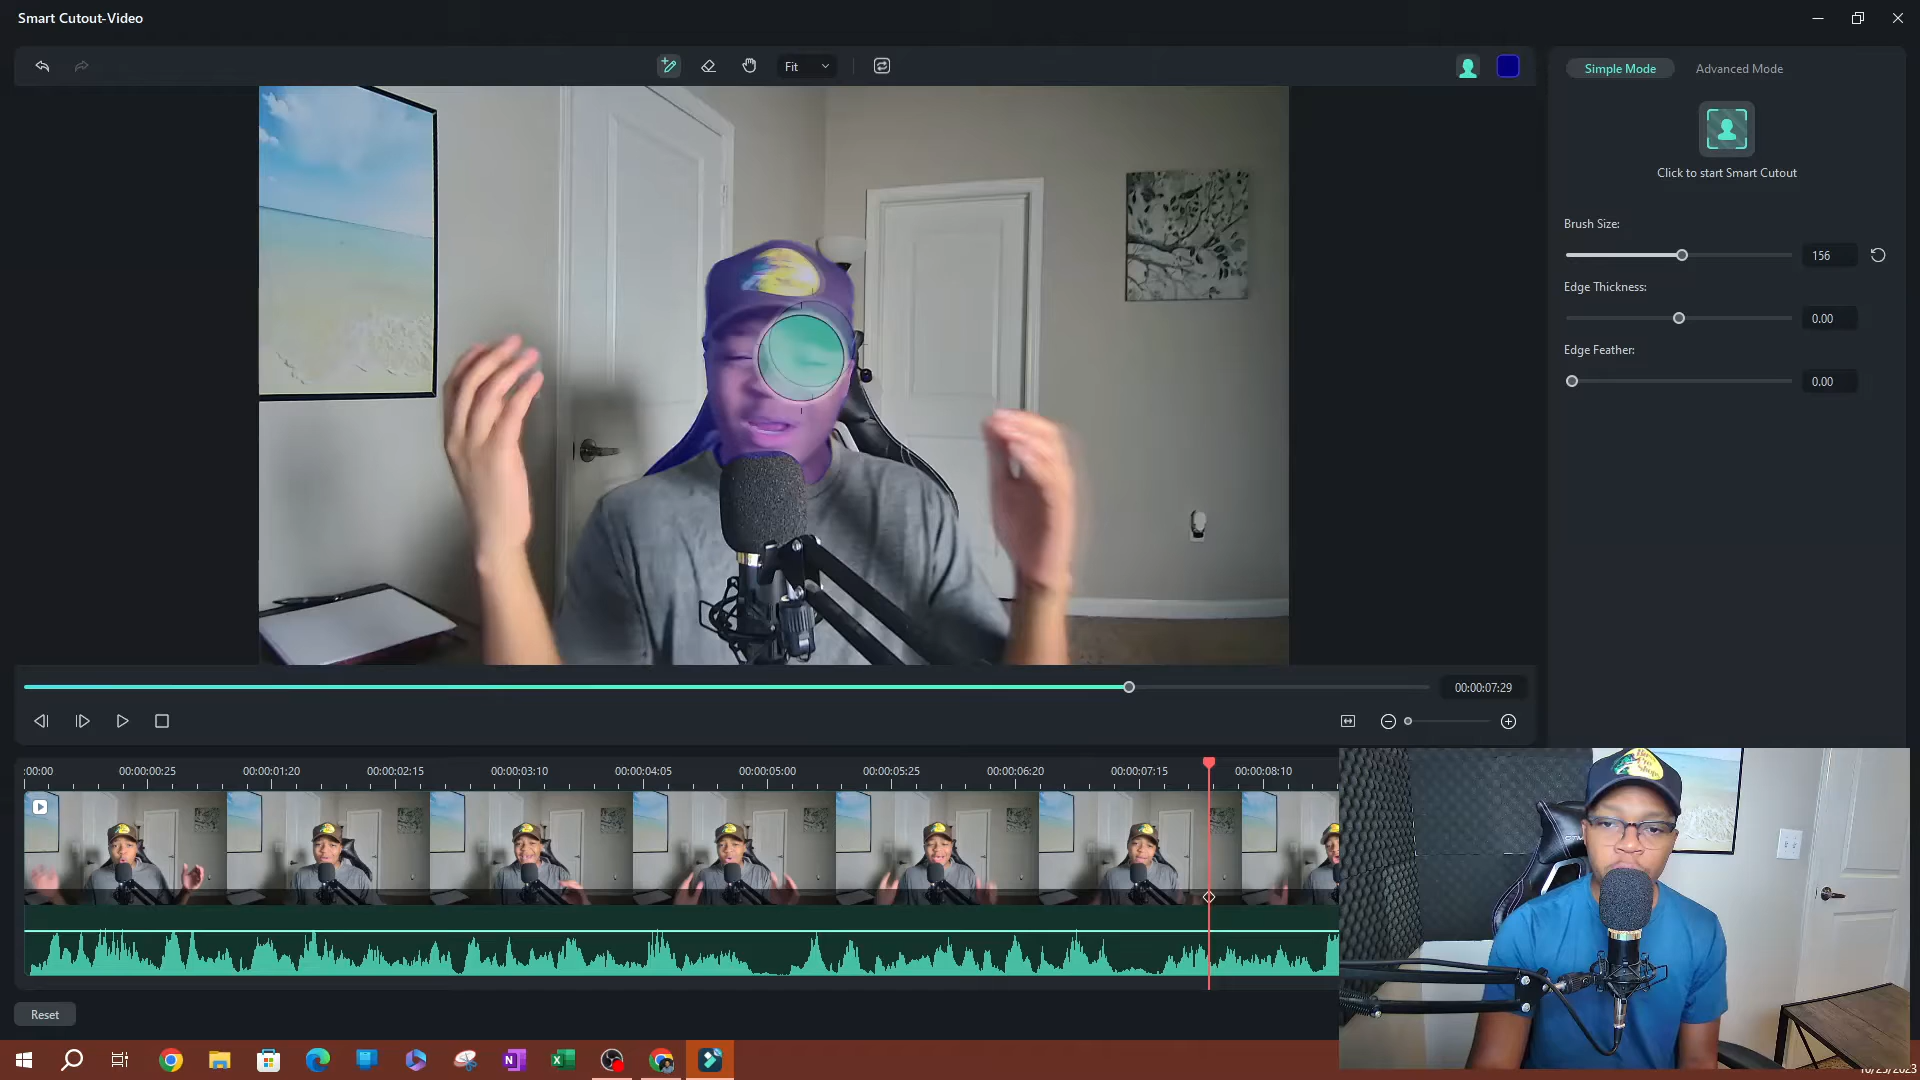 Smart Cutout-Video
Fit
Simple Mode
Advanced Mode
Click to start Smart Cutout
Brush Size:
156
Edge Thickness:
0.00
Edge Feather:
0.00
00:00:07:29
:00:00
00:00:00:25
00:00:01:20
00:00:02:15
00:00:03:10
00:00:04:05
00:00:05:00
00:00:05:25
00:00:06:20
00:00:07:15
00:00:08:10
Reset
10/25/2023